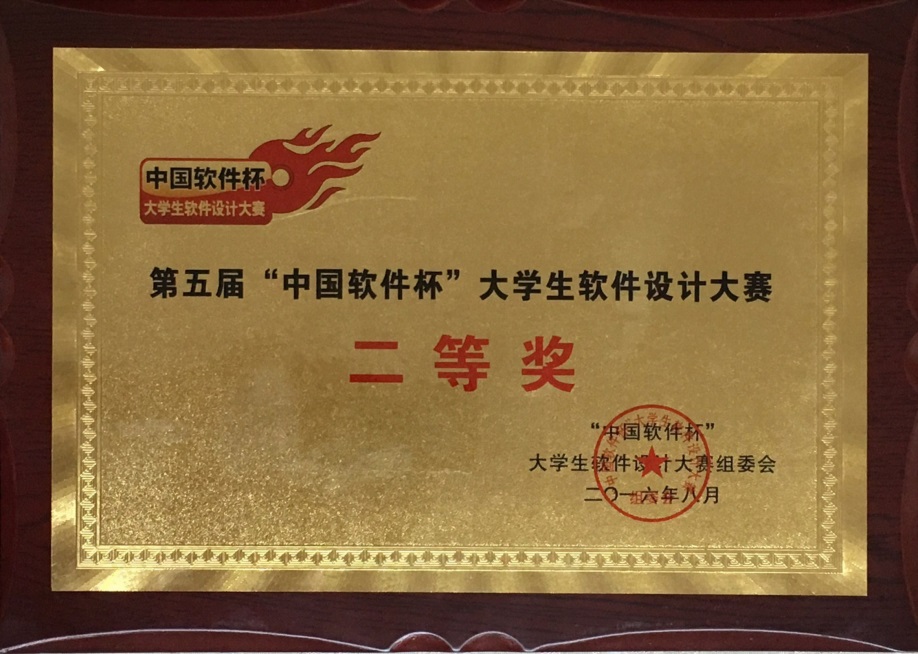 中国软件杯
大学生软件设计大赛
第五届“中国软件杯”大学生软件设计大赛
二等奖
“中国软件杯”
大学生软件设计大赛组委会
二〇一六年八月